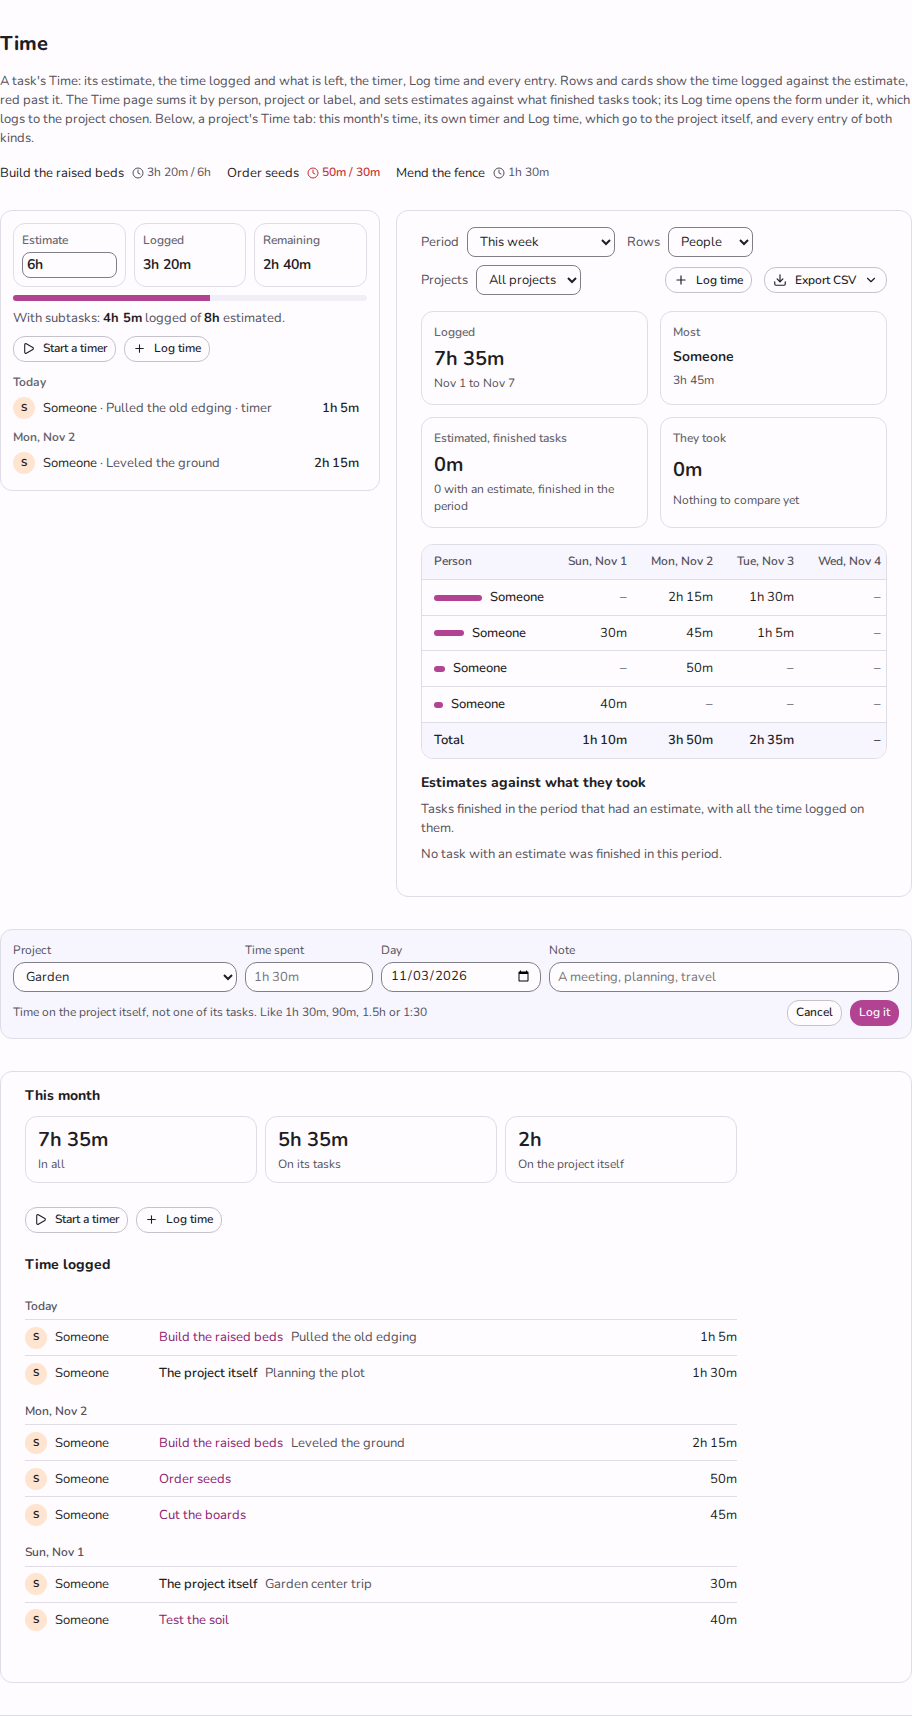 Time
A task's Time: its estimate, the time logged and what is left, the timer, Log time and every entry. Rows and cards show the time logged against the estimate,
red past it. The Time page sums it by person, project or label, and sets estimates against what finished tasks took; its Log time opens the form under it, which
logs to the project chosen. Below, a project's Time tab: this month's time, its own timer and Log time, which go to the project itself, and every entry of both
kinds.
Build the raised beds 3h 20m / 6h Order seeds 50m / 30m Mend the fence 1h 30m
Estimate Logged Remaining
6h 3h 20m 2h 40m
With subtasks: 4h 5m logged of 8h estimated.
Start a timer Log time
Today
S Someone · Pulled the old edging · timer 1h 5m
Mon, Nov 2
S Someone · Leveled the ground 2h 15m
Period This week Rows People
Projects All projects Log time Export CSV
Logged
7h 35m
Nov 1 to Nov 7
Most
Someone
3h 45m
Estimated, finished tasks
0m
0 with an estimate, finished in the
period
They took
0m
Nothing to compare yet
Person Sun, Nov 1 Mon, Nov 2 Tue, Nov 3 Wed, Nov 4
Someone – 2h 15m 1h 30m –
Someone 30m 45m 1h 5m –
Someone – 50m – –
Someone 40m – – –
Total 1h 10m 3h 50m 2h 35m –
Estimates against what they took
Tasks finished in the period that had an estimate, with all the time logged on
them.
No task with an estimate was finished in this period.
Project Time spent Day Note
Garden 1h 30m 11/03/2026 A meeting, planning, travel
Time on the project itself, not one of its tasks. Like 1h 30m, 90m, 1.5h or 1:30 Cancel Log it
This month
7h 35m 5h 35m 2h
In all On its tasks On the project itself
Start a timer Log time
Time logged
Today
S Someone Build the raised beds Pulled the old edging 1h 5m
S Someone The project itself Planning the plot 1h 30m
Mon, Nov 2
S Someone Build the raised beds Leveled the ground 2h 15m
S Someone Order seeds 50m
S Someone Cut the boards 45m
Sun, Nov 1
S Someone The project itself Garden center trip 30m
S Someone Test the soil 40m